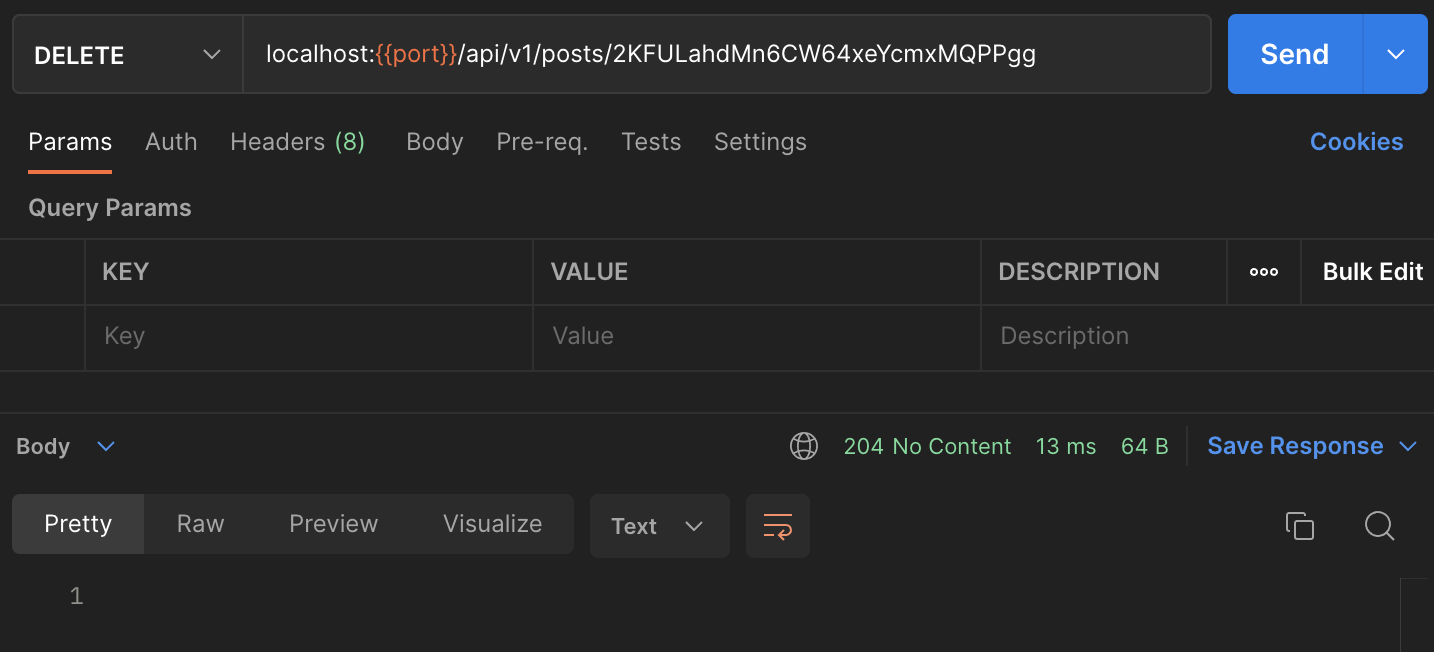 DELETE localhost:{{port}}/api/v1/posts/2KFULahdMn6CW64xeYcmxMQPPgg Send
Params Auth Headers (8) Body Pre-req. Tests Settings Cookies
Query Params
KEY VALUE DESCRIPTION Bulk Edit
Key Value Description
Body 204 No Content 13 ms 64 B Save Response
Pretty Raw Preview Visualize Text
1